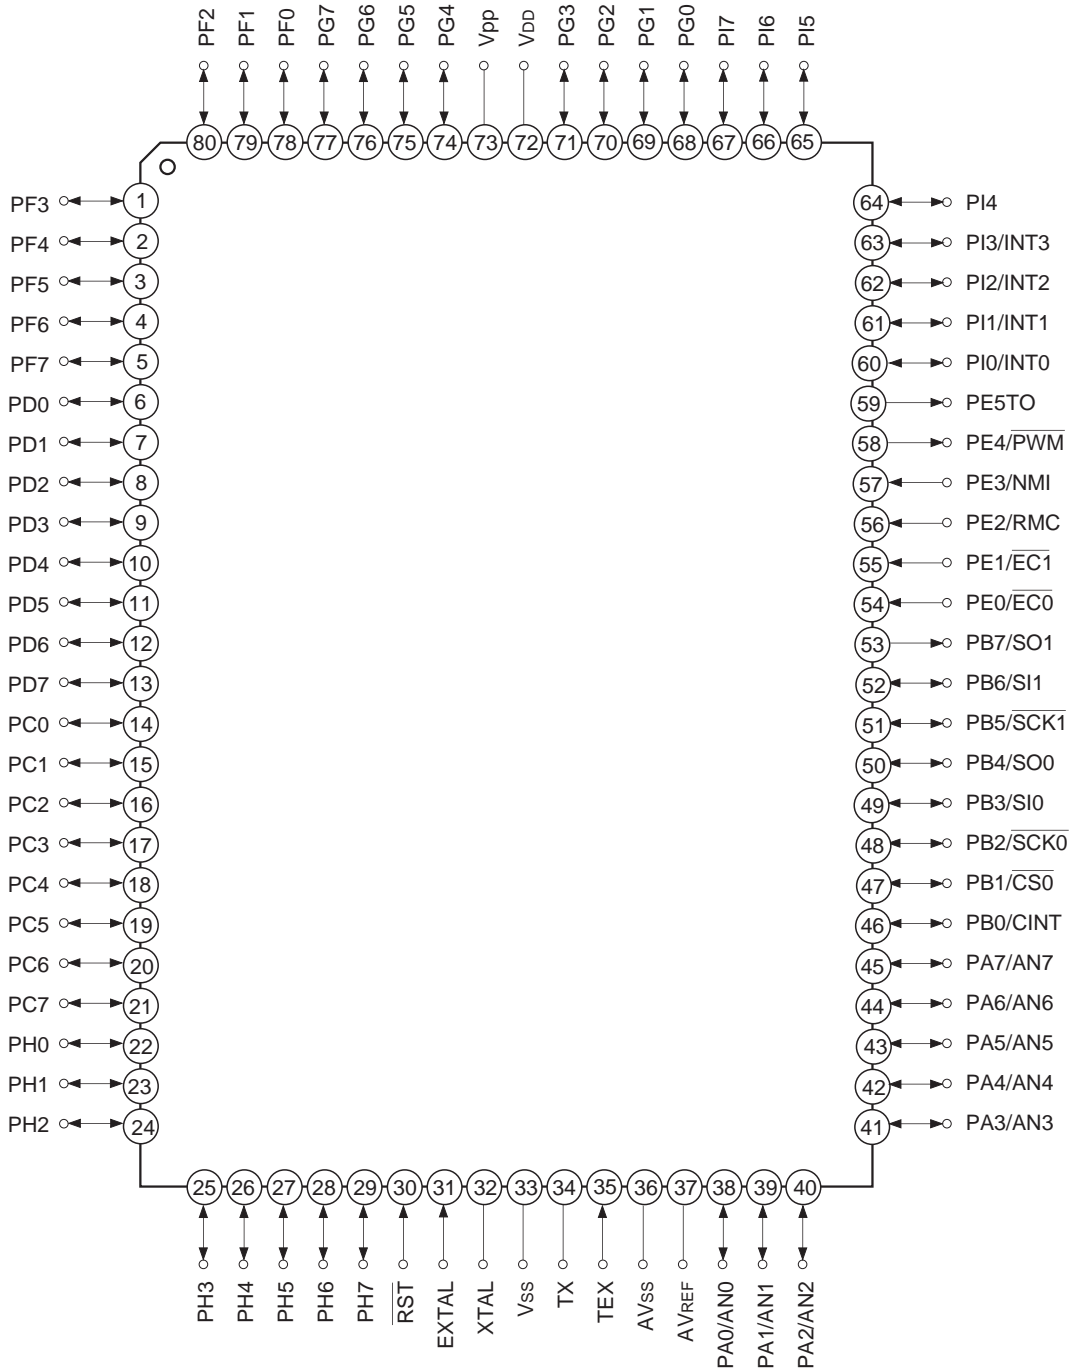 PF2 PF1 PF0 PG7 PG6 PG5 PG4 Vpp VDD PG3 PG2 PG1 PG0 PI7 PI6 PI5
80 79 78 77 76 75 74 73 72 71 70 69 68 67 66 65
PF3 1 64 PI4
PF4 2 63 PI3/INT3
PF5 3 62 PI2/INT2
PF6 4 61 PI1/INT1
PF7 5 60 PI0/INT0
PD0 6 59 PE5TO
PD1 7 58 PE4/PWM
PD2 8 57 PE3/NMI
PD3 9 56 PE2/RMC
PD4 10 55 PE1/EC1
PD5 11 54 PE0/EC0
PD6 12 53 PB7/SO1
PD7 13 52 PB6/SI1
PC0 14 51 PB5/SCK1
PC1 15 50 PB4/SO0
PC2 16 49 PB3/SI0
PC3 17 48 PB2/SCK0
PC4 18 47 PB1/CS0
PC5 19 46 PB0/CINT
PC6 20 45 PA7/AN7
PC7 21 44 PA6/AN6
PH0 22 43 PA5/AN5
PH1 23 42 PA4/AN4
PH2 24 41 PA3/AN3
25 26 27 28 29 30 31 32 33 34 35 36 37 38 39 40
PH3 PH4 PH5 PH6 PH7 RST EXTAL XTAL Vss TX TEX AVss AVREF PA0/AN0 PA1/AN1 PA2/AN2